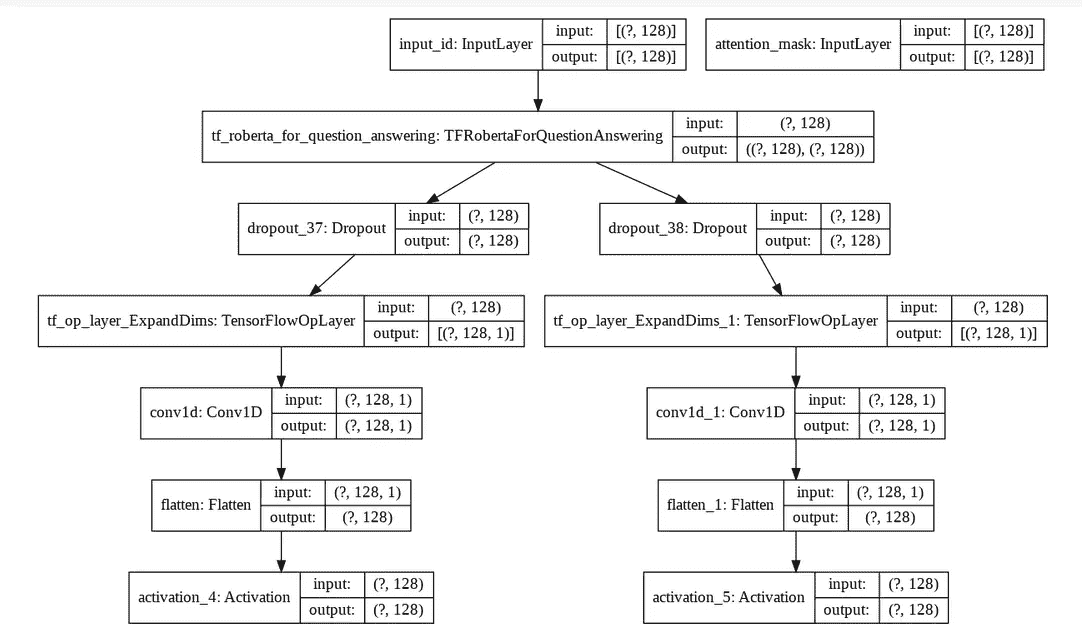 input_id: InputLayer
input: [(?, 128)]
output: [(?, 128)]
attention_mask: InputLayer
input: [(?, 128)]
output: [(?, 128)]
tf_roberta_for_question_answering: TFRobertaForQuestionAnswering
input: (?, 128)
output: ((?, 128), (?, 128))
dropout_37: Dropout
input: (?, 128)
output: (?, 128)
dropout_38: Dropout
input: (?, 128)
output: (?, 128)
tf_op_layer_ExpandDims: TensorFlowOpLayer
input: (?, 128)
output: [(?, 128, 1)]
tf_op_layer_ExpandDims_1: TensorFlowOpLayer
input: (?, 128)
output: [(?, 128, 1)]
conv1d: Conv1D
input: (?, 128, 1)
output: (?, 128, 1)
conv1d_1: Conv1D
input: (?, 128, 1)
output: (?, 128, 1)
flatten: Flatten
input: (?, 128, 1)
output: (?, 128)
flatten_1: Flatten
input: (?, 128, 1)
output: (?, 128)
activation_4: Activation
input: (?, 128)
output: (?, 128)
activation_5: Activation
input: (?, 128)
output: (?, 128)